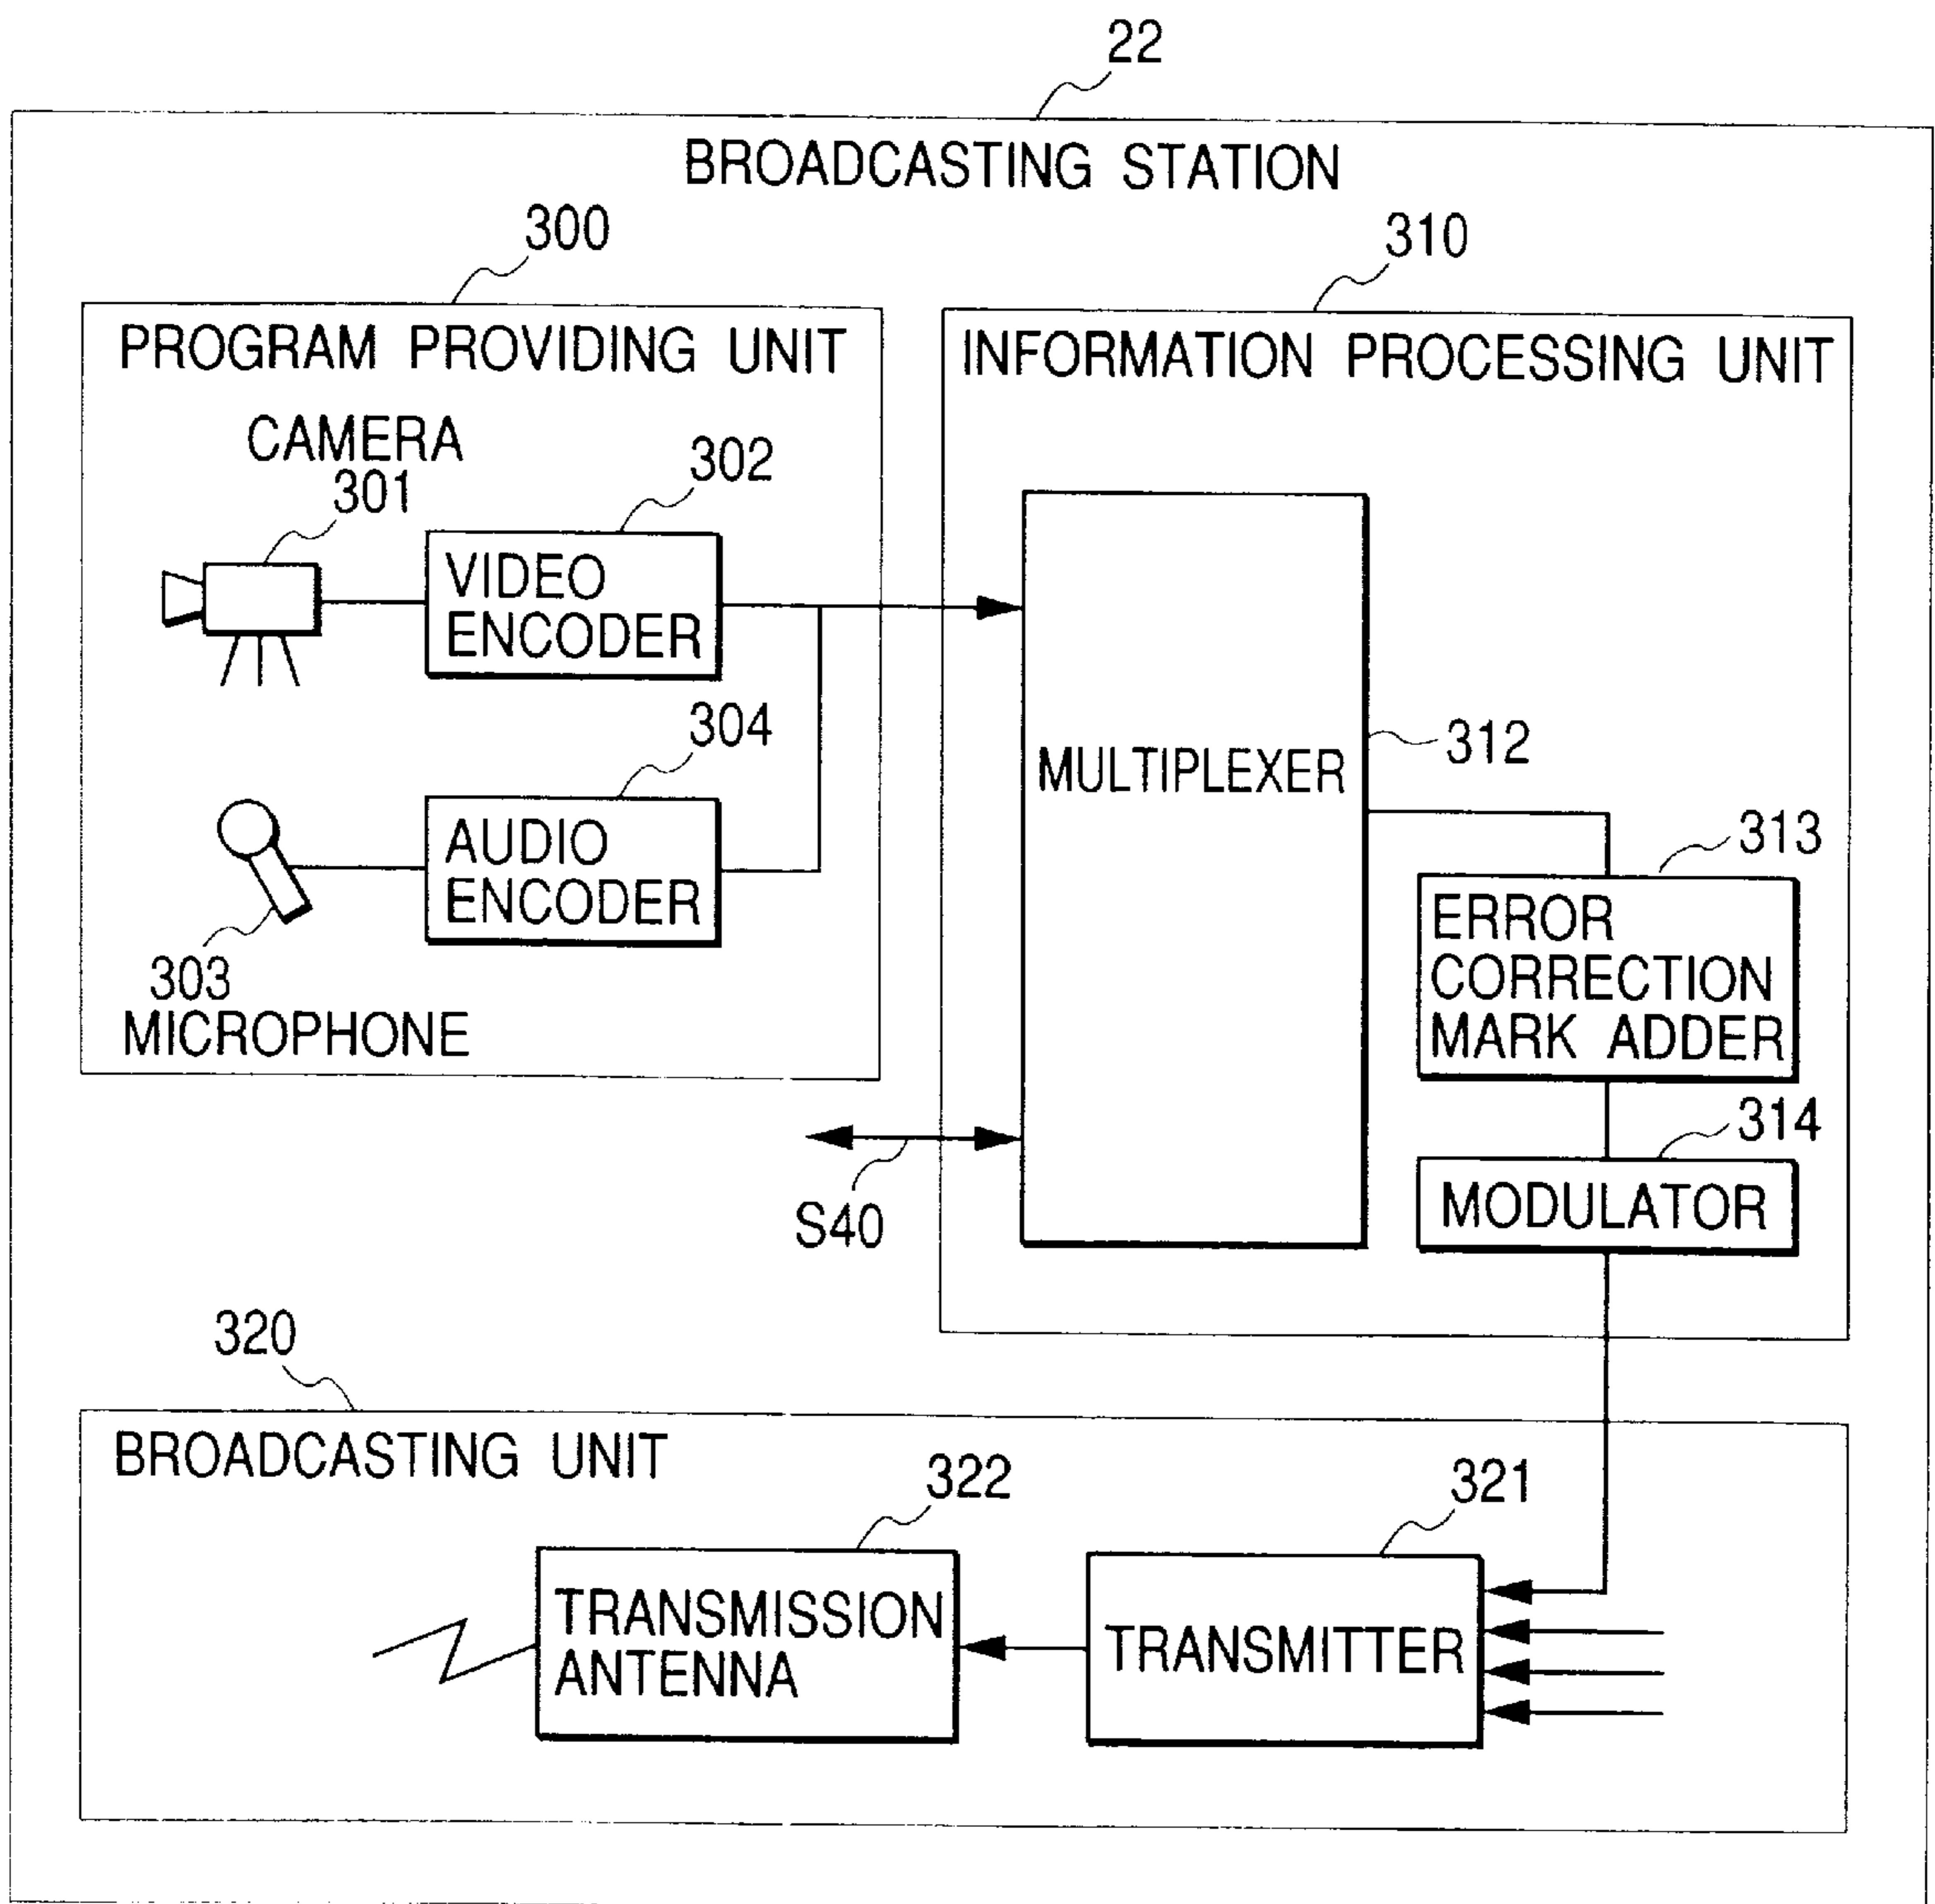 22
BROADCASTING STATION
300
PROGRAM PROVIDING UNIT
CAMERA
301
302
VIDEO
ENCODER
304
AUDIO
ENCODER
303
MICROPHONE
310
INFORMATION PROCESSING UNIT
MULTIPLEXER
312
313
ERROR
CORRECTION
MARK ADDER
314
MODULATOR
S40
320
BROADCASTING UNIT
322
TRANSMISSION
ANTENNA
321
TRANSMITTER